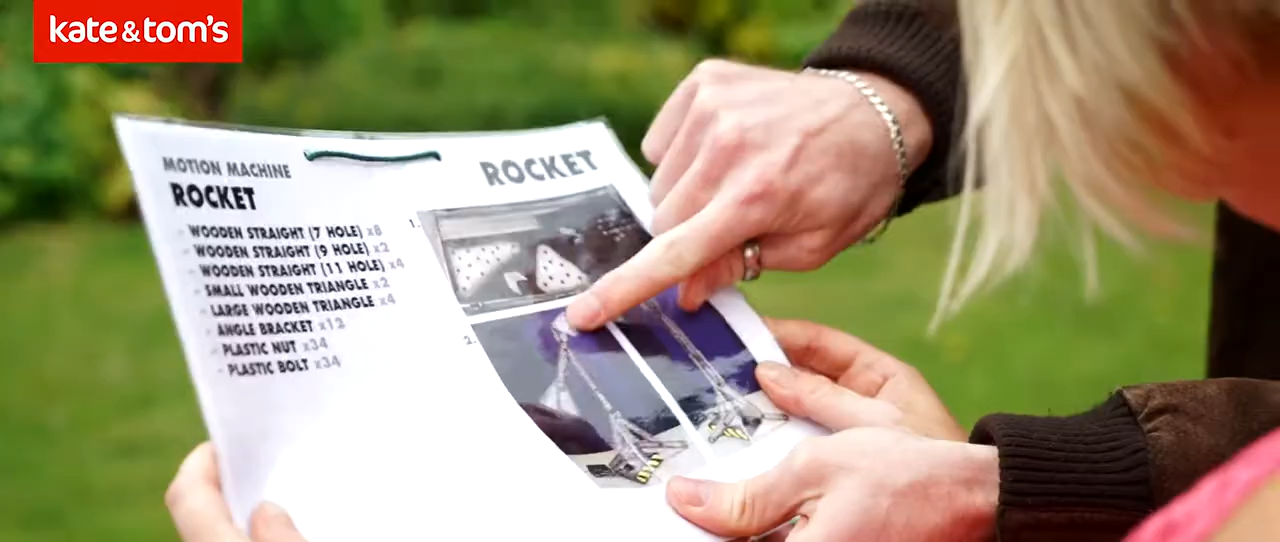 kate & tom's
MOTION MACHINE
ROCKET
- WOODEN STRAIGHT (7 HOLE) x8
- WOODEN STRAIGHT (9 HOLE) x2
- WOODEN STRAIGHT (11 HOLE) x4
- SMALL WOODEN TRIANGLE x2
- LARGE WOODEN TRIANGLE x4
- ANGLE BRACKET x12
- PLASTIC NUT x34
- PLASTIC BOLT x34
ROCKET
1.
2.